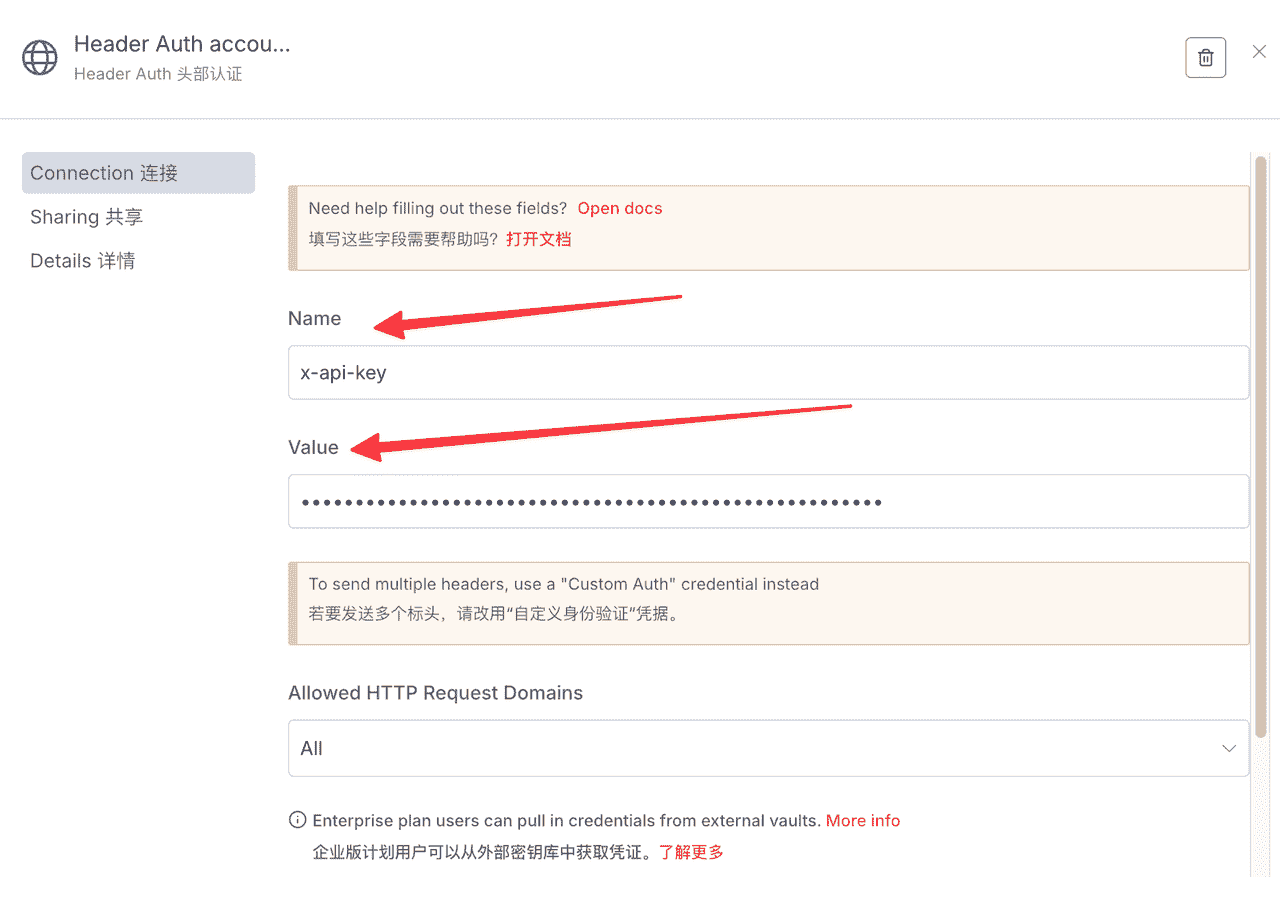 Header Auth accou...
Header Auth 头部认证
Connection 连接
Sharing 共享
Details 详情
Need help filling out these fields? Open docs
填写这些字段需要帮助吗？打开文档
Name
x-api-key
Value
••••••••••••••••••••••••••••••••••••••••••••••••••••••
To send multiple headers, use a "Custom Auth" credential instead
若要发送多个标头，请改用“自定义身份验证”凭据。
Allowed HTTP Request Domains
All
Enterprise plan users can pull in credentials from external vaults. More info
企业版计划用户可以从外部密钥库中获取凭证。了解更多